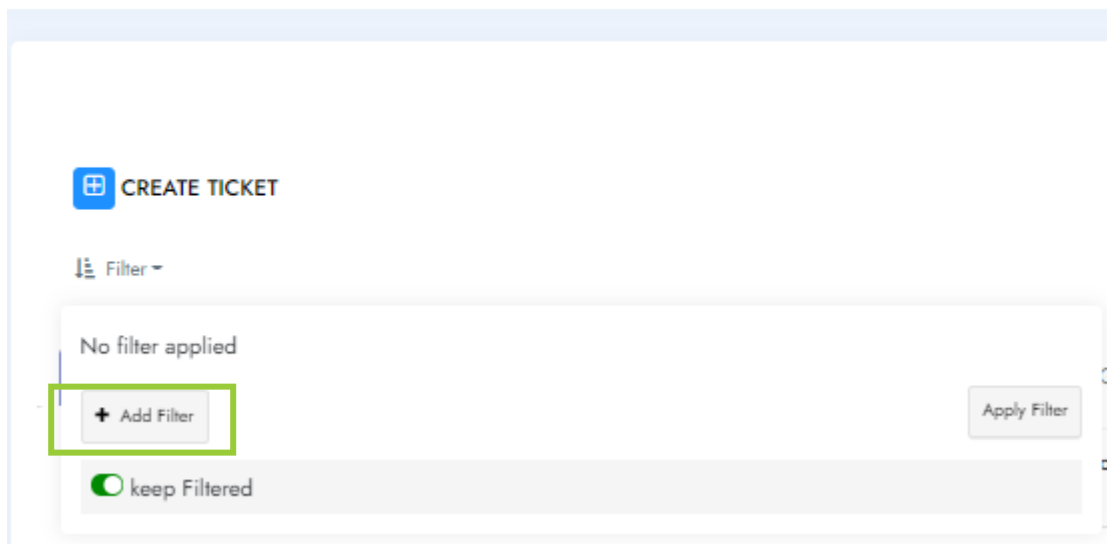 CREATE TICKET
Filter
No filter applied
+ Add Filter
Apply Filter
keep Filtered